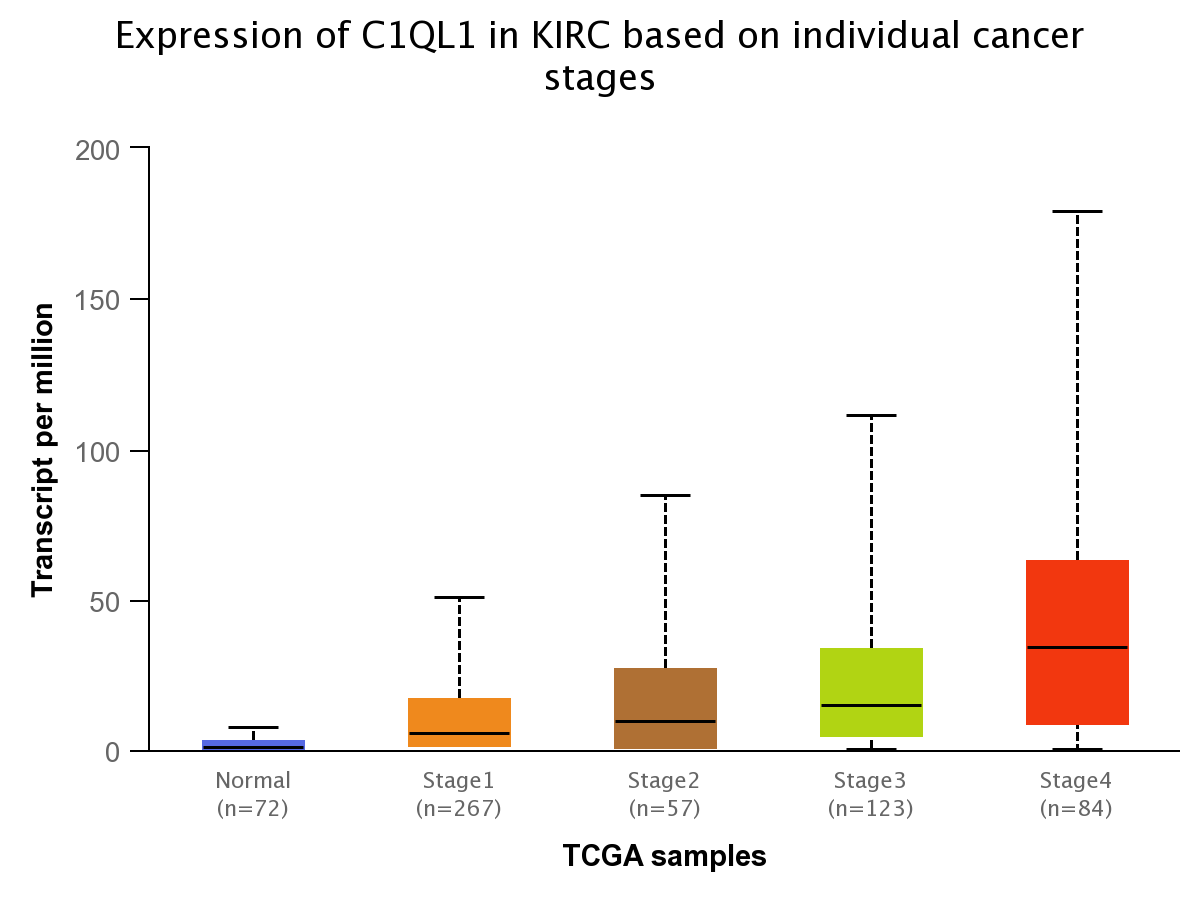 Expression of C1QL1 in KIRC based on individual cancer
stages
Transcript per million
200
150
100
50
0
Normal
(n=72)
Stage1
(n=267)
Stage2
(n=57)
Stage3
(n=123)
Stage4
(n=84)
TCGA samples